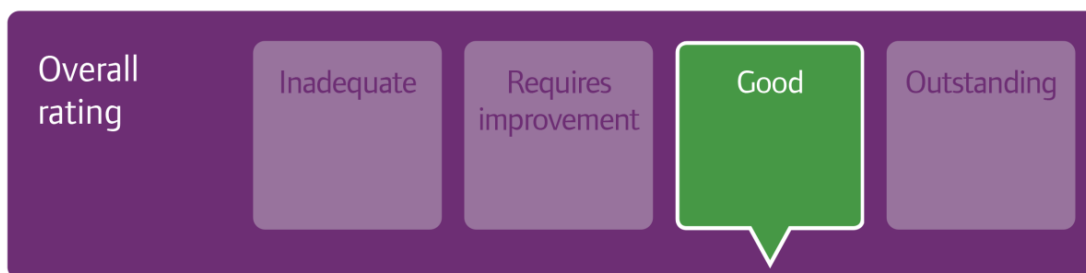 Overall
rating
Inadequate
Requires
improvement
Good
Outstanding